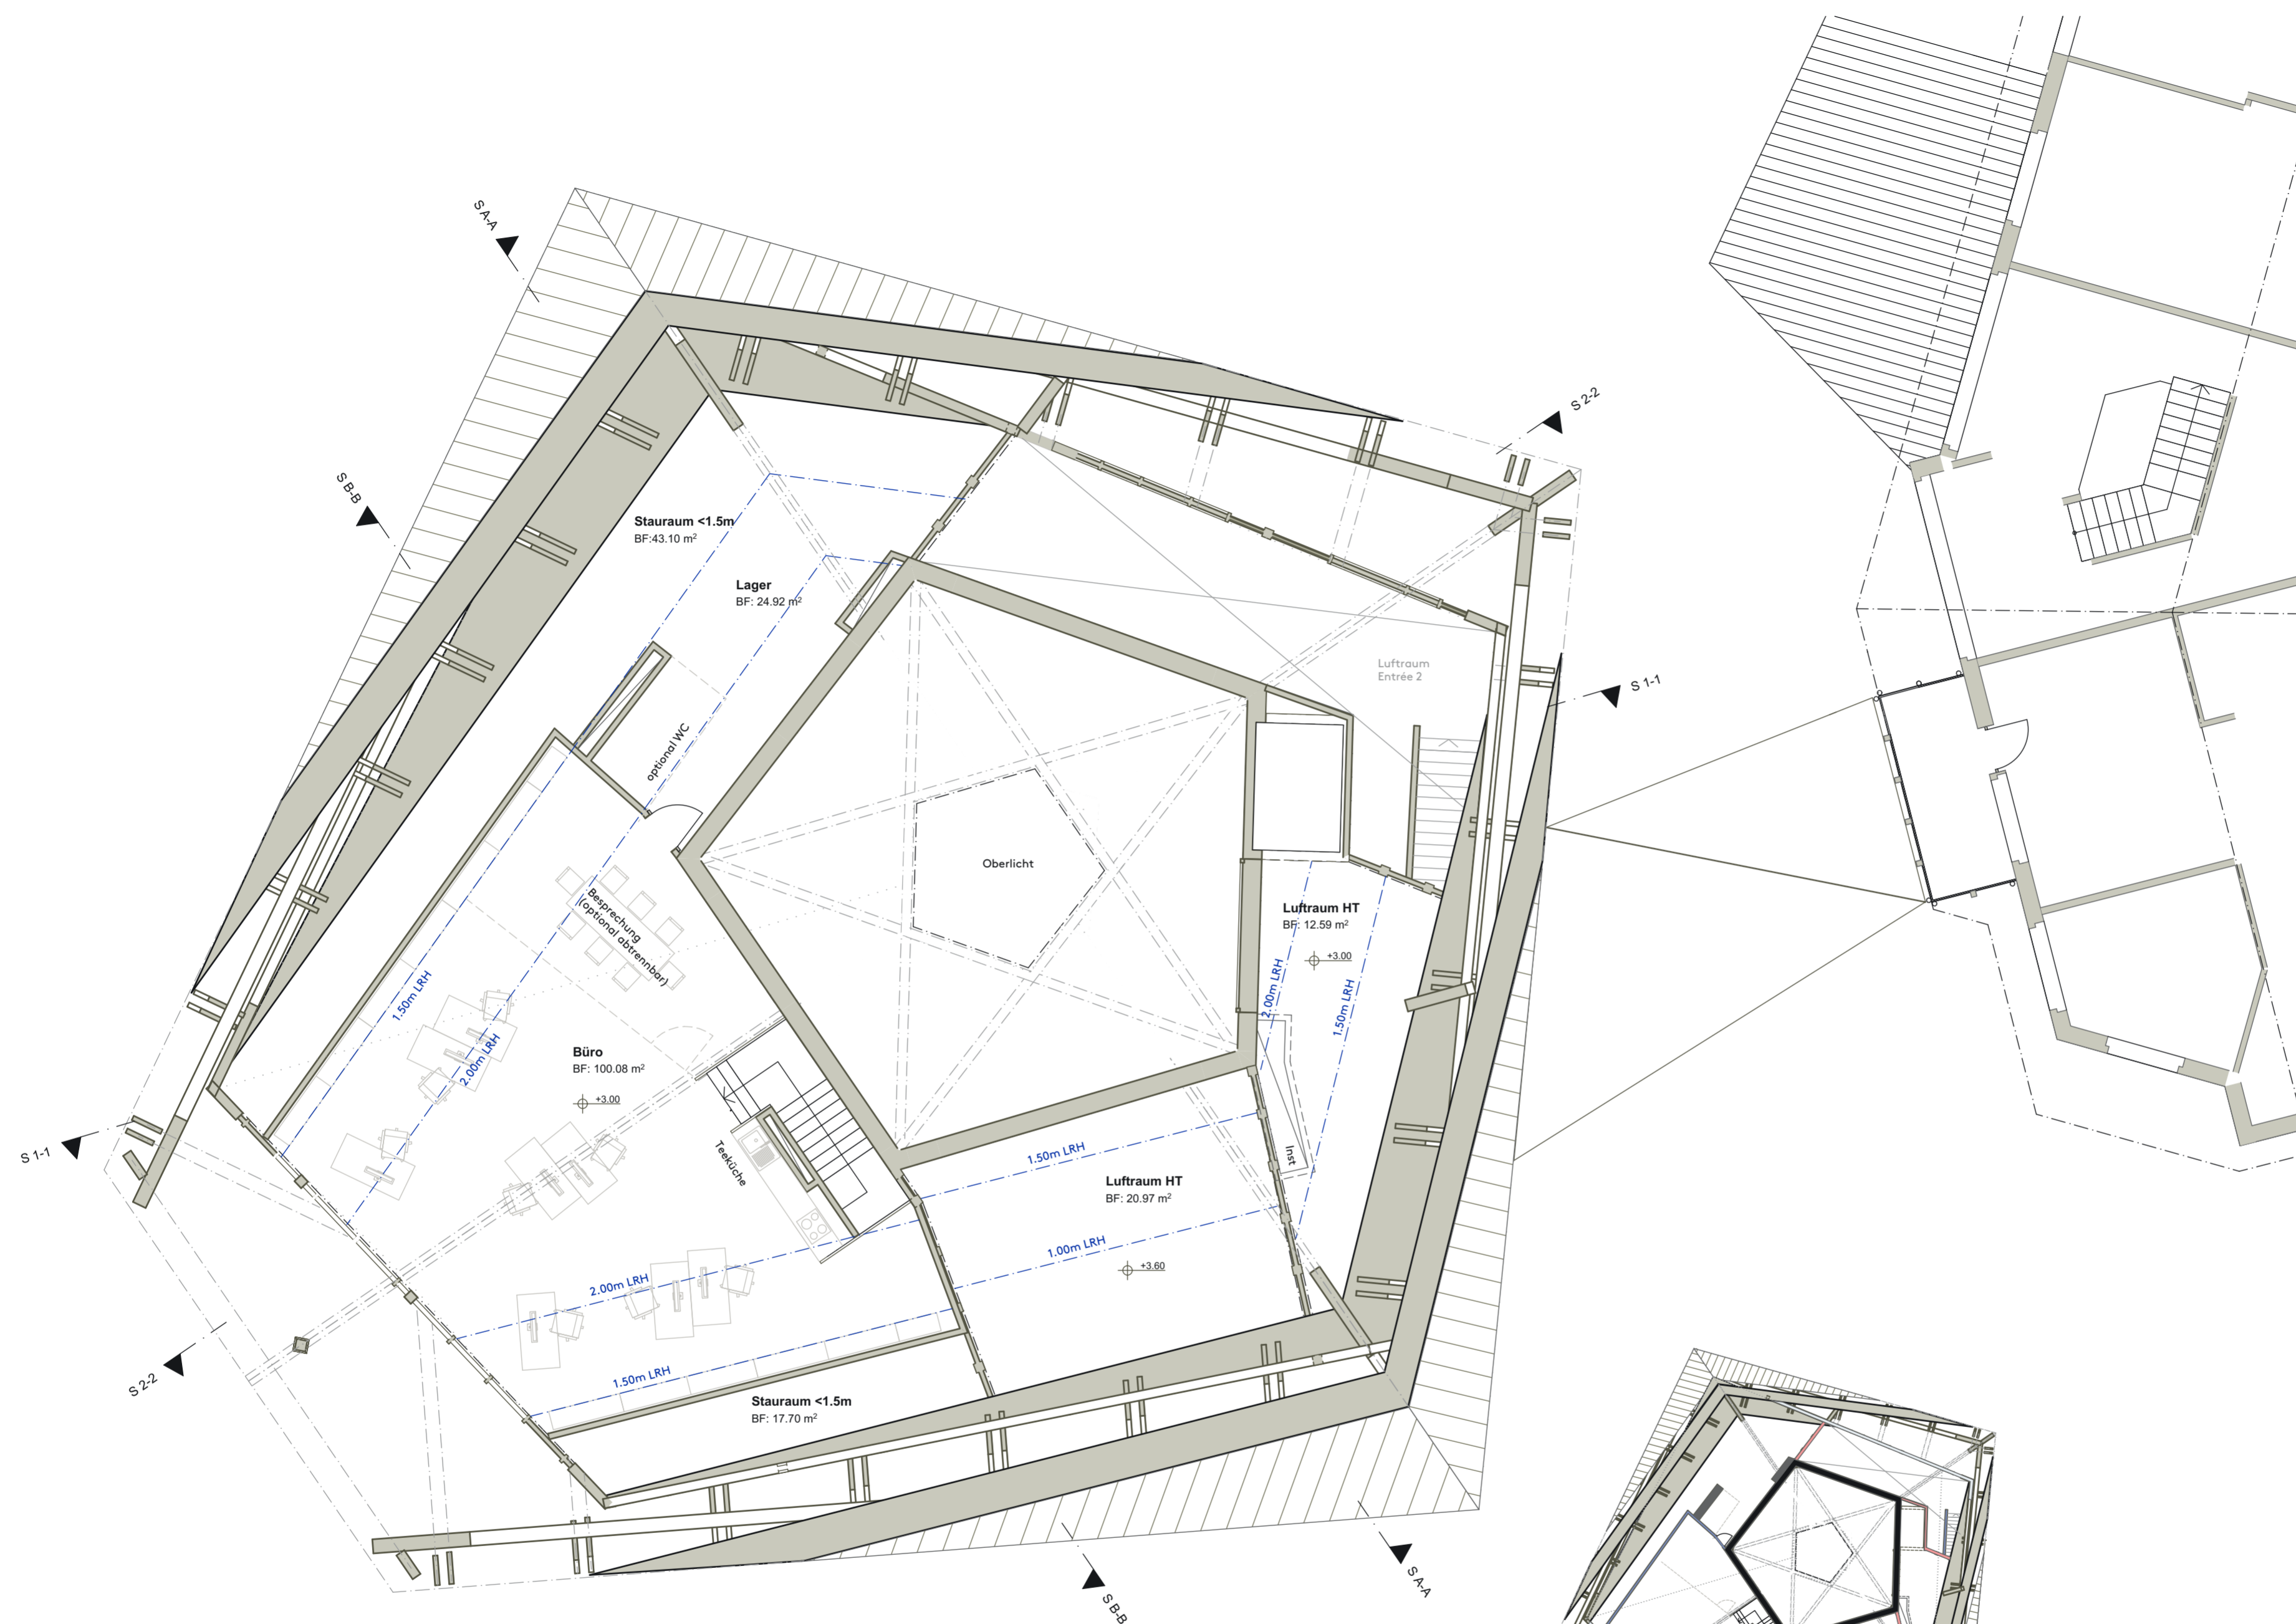 S A-A
S 2-2
S B-B
Stauraum <1.5m
BF:43.10 m²
Lager
BF: 24.92 m²
Luftraum
Entrée 2
S 1-1
optional WC
Oberlicht
Besprechung
(optional abtrennbar)
Luftraum HT
BF: 12.59 m²
+3.00
2.00m LRH
1.50m LRH
1.50m LRH
2.00m LRH
Büro
BF: 100.08 m²
+3.00
S 1-1
Teeküche
Inst
1.50m LRH
Luftraum HT
BF: 20.97 m²
1.00m LRH
+3.60
2.00m LRH
S 2-2
1.50m LRH
Stauraum <1.5m
BF: 17.70 m²
S A-A
S B-B